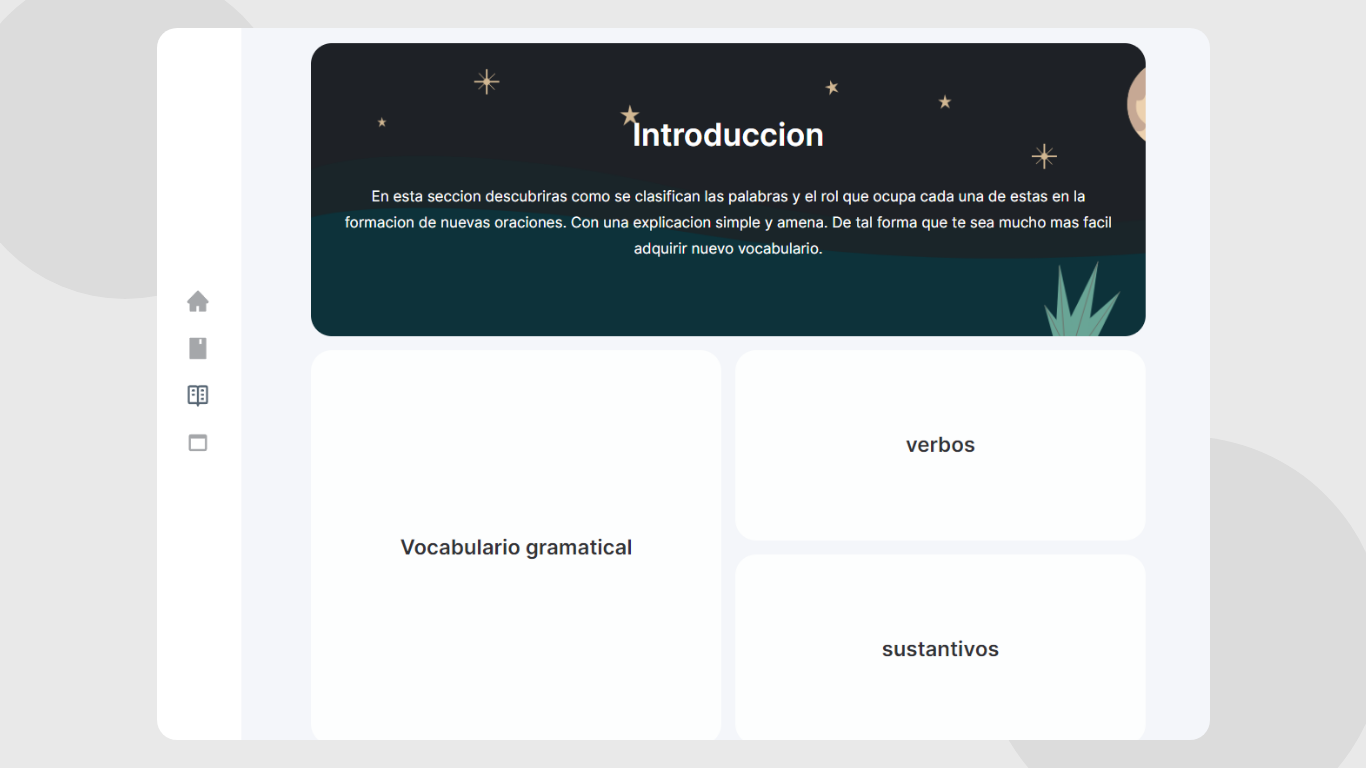 Introduccion
En esta seccion descubriras como se clasifican las palabras y el rol que ocupa cada una de estas en la
formacion de nuevas oraciones. Con una explicacion simple y amena. De tal forma que te sea mucho mas facil
adquirir nuevo vocabulario.
Vocabulario gramatical
verbos
sustantivos